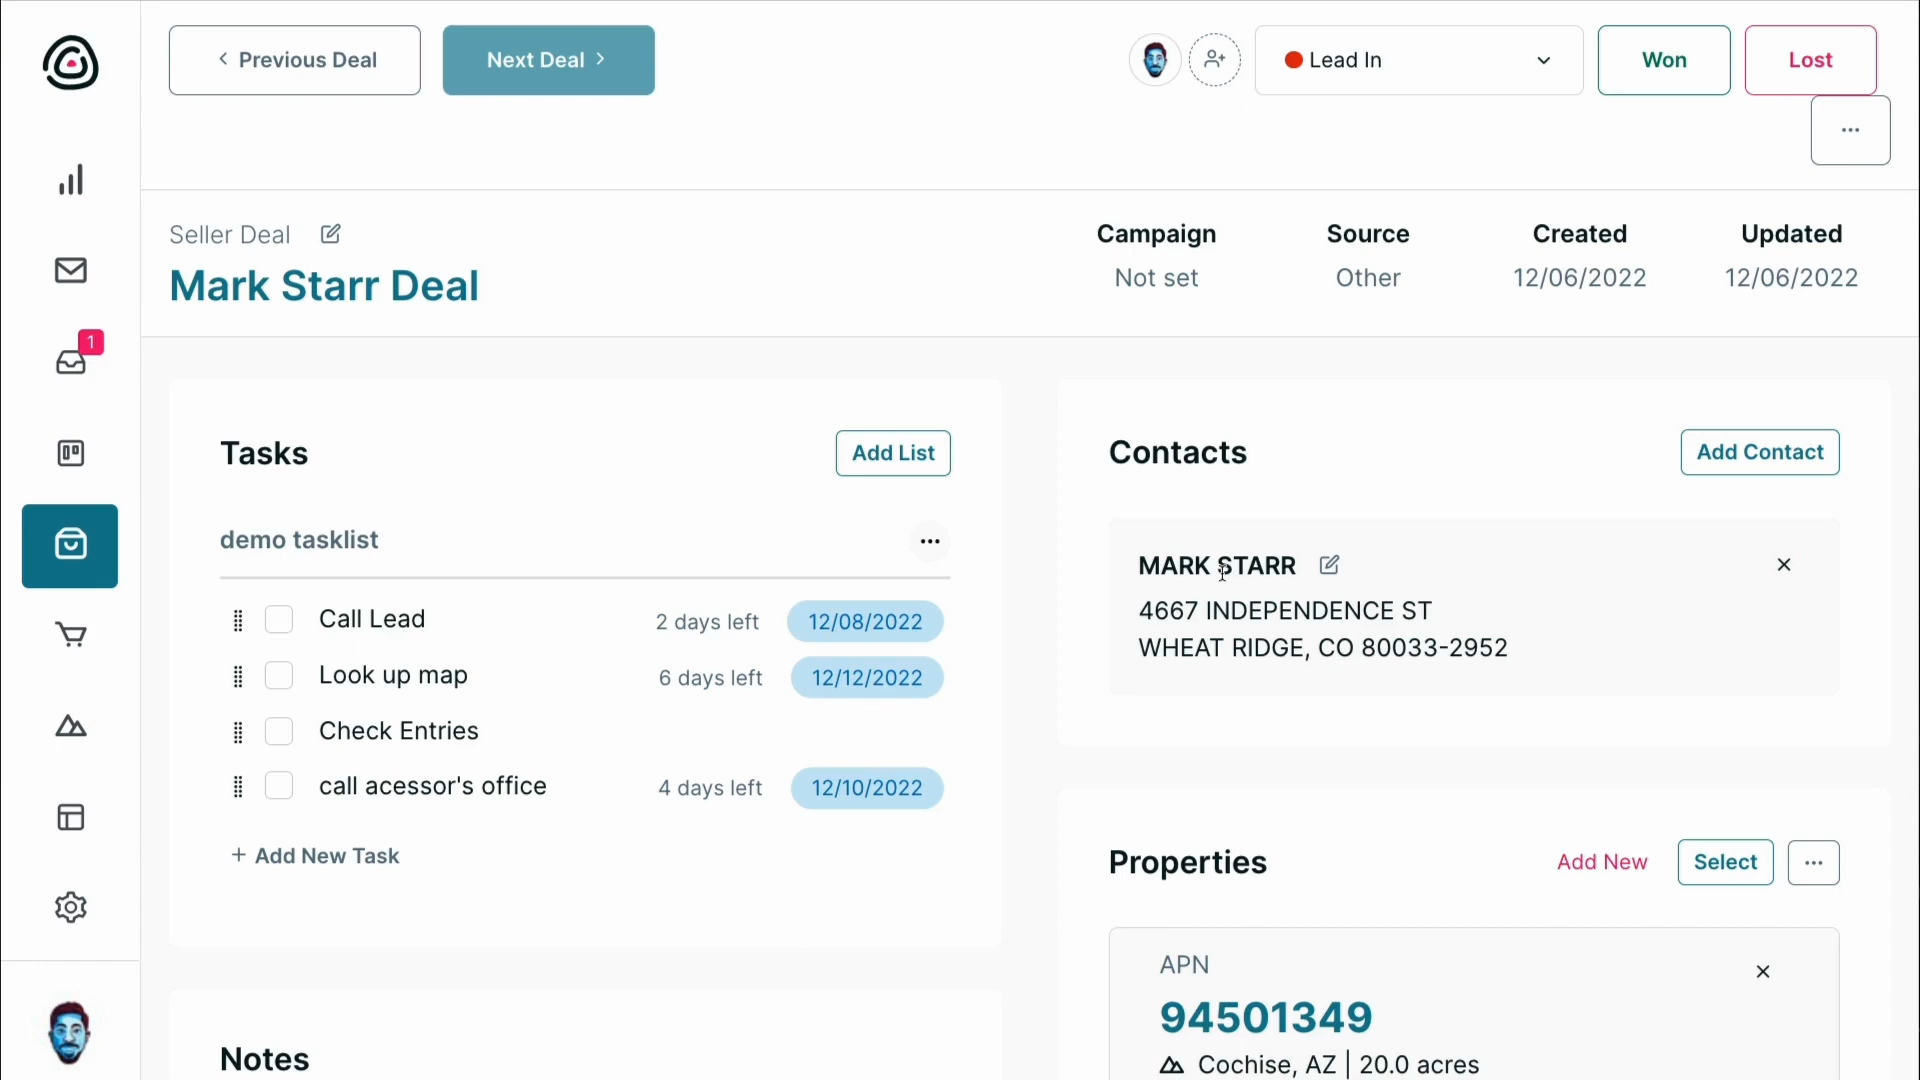 Previous Deal
Next Deal
Lead In
Won
Lost
...
1
Seller Deal
Mark Starr Deal
Campaign
Not set
Source
Other
Created
12/06/2022
Updated
12/06/2022
Tasks
Add List
demo tasklist
...
Call Lead
2 days left
12/08/2022
Look up map
6 days left
12/12/2022
Check Entries
call acessor's office
4 days left
12/10/2022
+ Add New Task
Notes
Contacts
Add Contact
MARK STARR
4667 INDEPENDENCE ST
WHEAT RIDGE, CO 80033-2952
Properties
Add New
Select
...
APN
94501349
Cochise, AZ | 20.0 acres